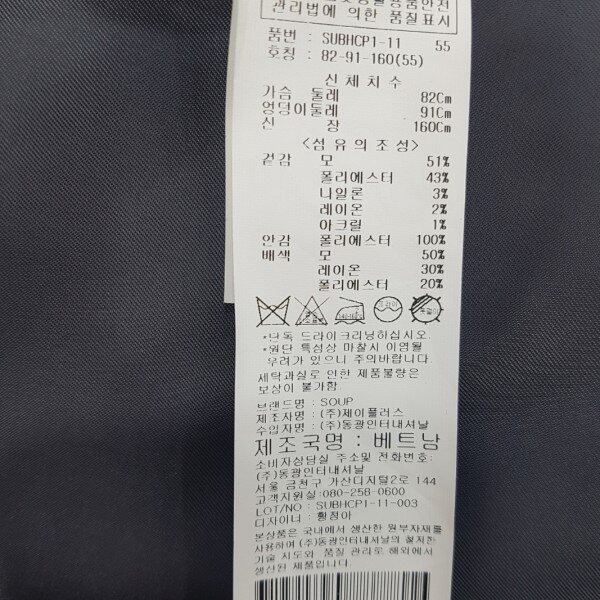 관리법에 의한 품질표시
품번 : SUBHCP1-11 55
호칭 : 82-91-160(55)
신 체 치 수
가슴 둘레 82Cm
엉덩이둘레 91Cm
신 장 160Cm
<섬 유 의 조 성>
겉감 모 51%
폴리에스터 43%
나일론 3%
레이온 2%
아크릴 1%
안감 폴리에스터 100%
배색 모 50%
레이온 30%
폴리에스터 20%
드라이
*단독 드라이크리닝하십시오.
*원단 특성상 마찰시 이염될
우려가 있으니 주의바랍니다.
세탁과실로 인한 제품불량은
보상이 불가함.
브랜드명 : SOUP
제조자명 : (주)제이플러스
수입자명 : (주)동광인터내셔날
제조국명 : 베트남
소비자상담실 주소및 전화번호:
(주)동광인터내셔날
서울 금천구 가산디지털2로 144
고객지원실:080-258-0600
LOT/NO : SUBHCP1-11-003
디자이너 : 황정아
본상품은 국내에서 생산한 원부자재를
사용하여 (주)동광인터내셔날의 철저한
기술 지도와 품질 관리로 해외에서
생산된 제품입니다.